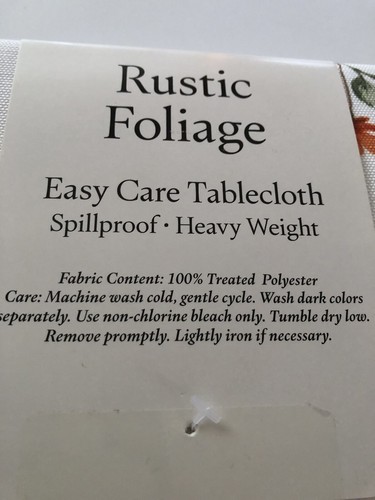 Rustic
Foliage
Easy Care Tablecloth
Spillproof · Heavy Weight
Fabric Content: 100% Treated Polyester
Care: Machine wash cold, gentle cycle. Wash dark colors
separately. Use non-chlorine bleach only. Tumble dry low.
Remove promptly. Lightly iron if necessary.